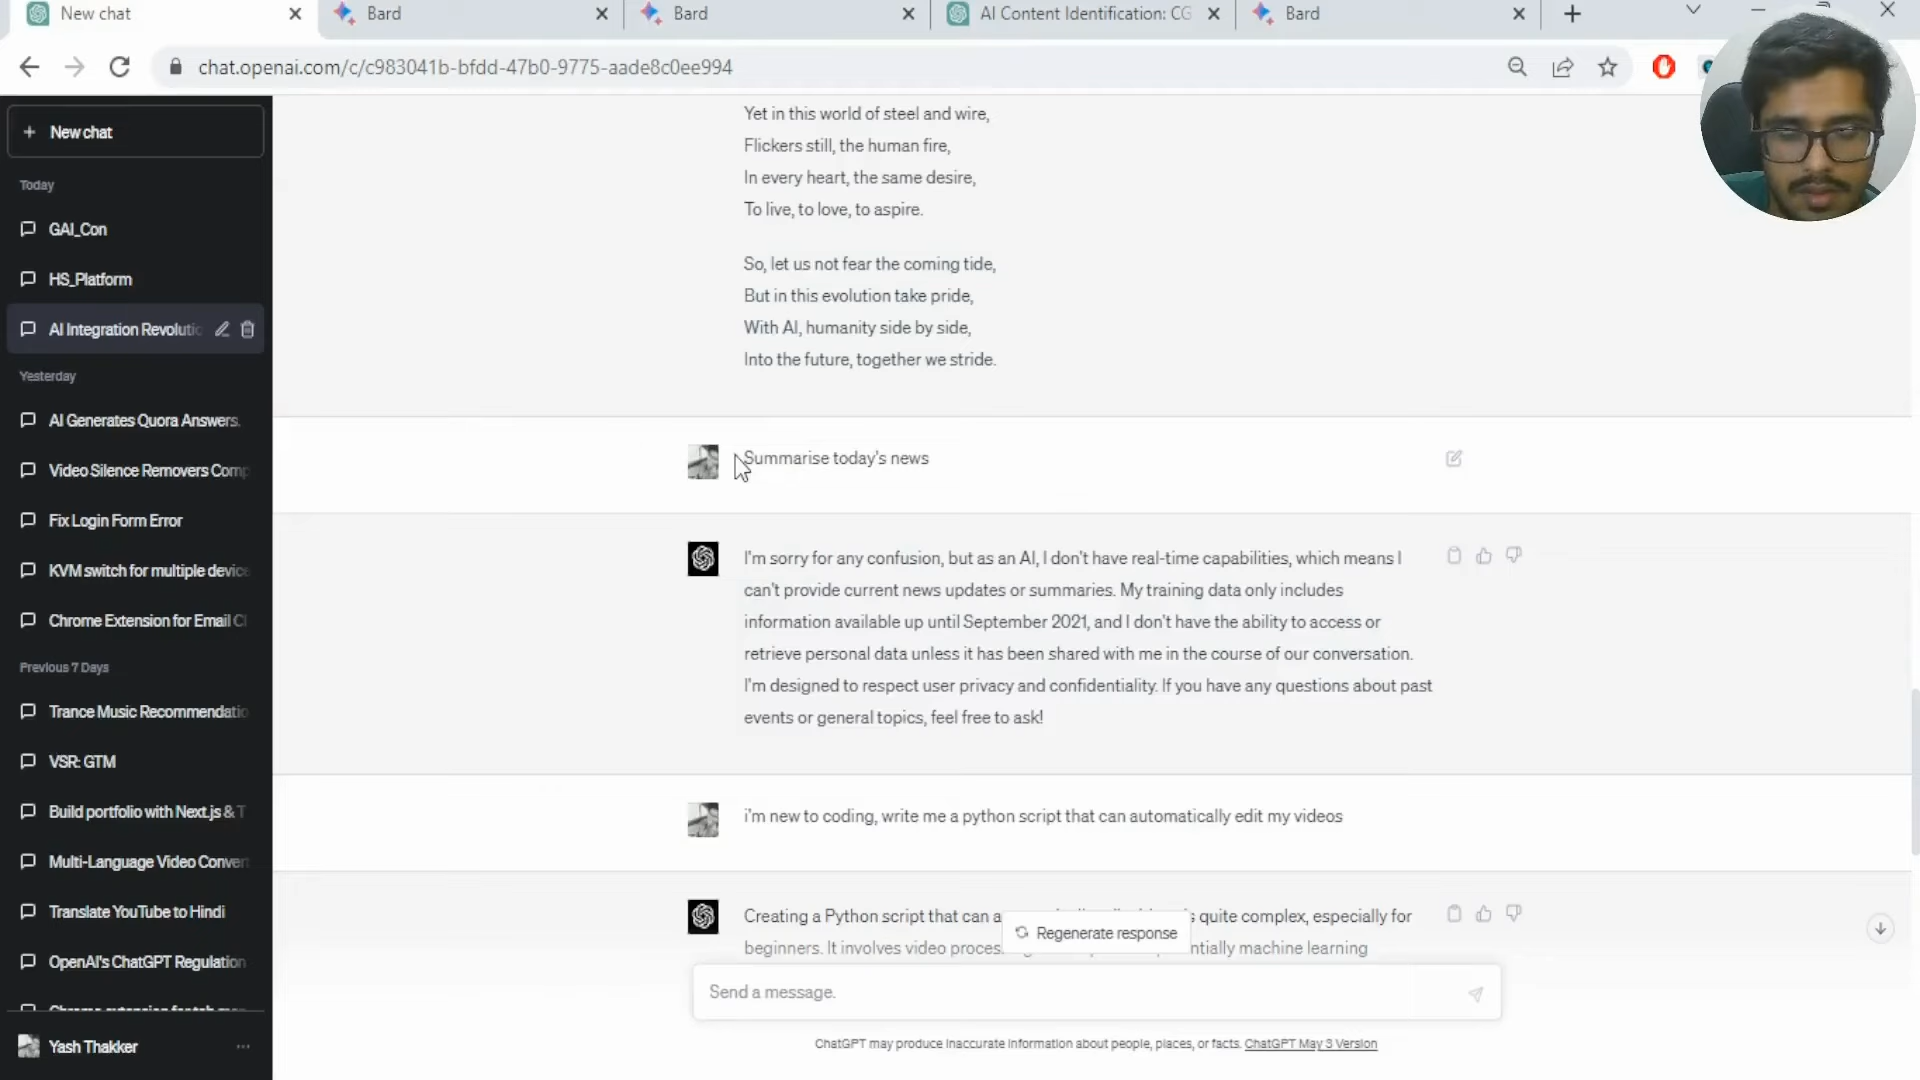 New chat
Bard
Bard
AI Content Identification: CG
Bard
chat.openai.com/c/c983041b-bfdd-47b0-9775-aade8c0ee994
+ New chat
Today
GAI_Con
HS_Platform
AI Integration Revolutio
Yesterday
AI Generates Quora Answers.
Video Silence Removers Comp
Fix Login Form Error
KVM switch for multiple device
Chrome Extension for Email Cl
Previous 7 Days
Trance Music Recommendatio
VSR: GTM
Build portfolio with Next.js & T
Multi-Language Video Conver
Translate YouTube to Hindi
OpenAI's ChatGPT Regulation
Yash Thakker
Yet in this world of steel and wire,
Flickers still, the human fire,
In every heart, the same desire,
To live, to love, to aspire.
So, let us not fear the coming tide,
But in this evolution take pride,
With AI, humanity side by side,
Into the future, together we stride.
Summarise today's news
I'm sorry for any confusion, but as an AI, I don't have real-time capabilities, which means I
can't provide current news updates or summaries. My training data only includes
information available up until September 2021, and I don't have the ability to access or
retrieve personal data unless it has been shared with me in the course of our conversation.
I'm designed to respect user privacy and confidentiality. If you have any questions about past
events or general topics, feel free to ask!
i'm new to coding, write me a python script that can automatically edit my videos
Creating a Python script that can quite complex, especially for
beginners. It involves video machine learning
Regenerate response
Send a message.
ChatGPT may produce inaccurate information about people, places, or facts. ChatGPT May 3 Version